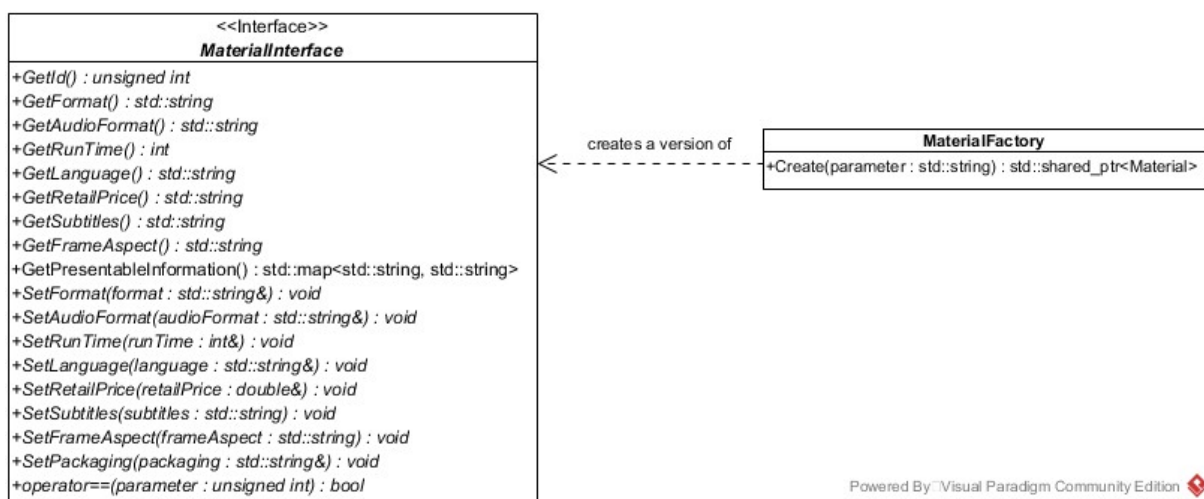 <<Interface>>
MaterialInterface
+GetId() : unsigned int
+GetFormat() : std::string
+GetAudioFormat() : std::string
+GetRunTime() : int
+GetLanguage() : std::string
+GetRetailPrice() : std::string
+GetSubtitles() : std::string
+GetFrameAspect() : std::string
+GetPresentableInformation() : std::map<std::string, std::string>
+SetFormat(format : std::string&) : void
+SetAudioFormat(audioFormat : std::string&) : void
+SetRunTime(runTime : int&) : void
+SetLanguage(language : std::string&) : void
+SetRetailPrice(retailPrice : double&) : void
+SetSubtitles(subtitles : std::string) : void
+SetFrameAspect(frameAspect : std::string) : void
+SetPackaging(packaging : std::string&) : void
+operator==(parameter : unsigned int) : bool
creates a version of
MaterialFactory
+Create(parameter : std::string) : std::shared_ptr<Material>
Powered By Visual Paradigm Community Edition